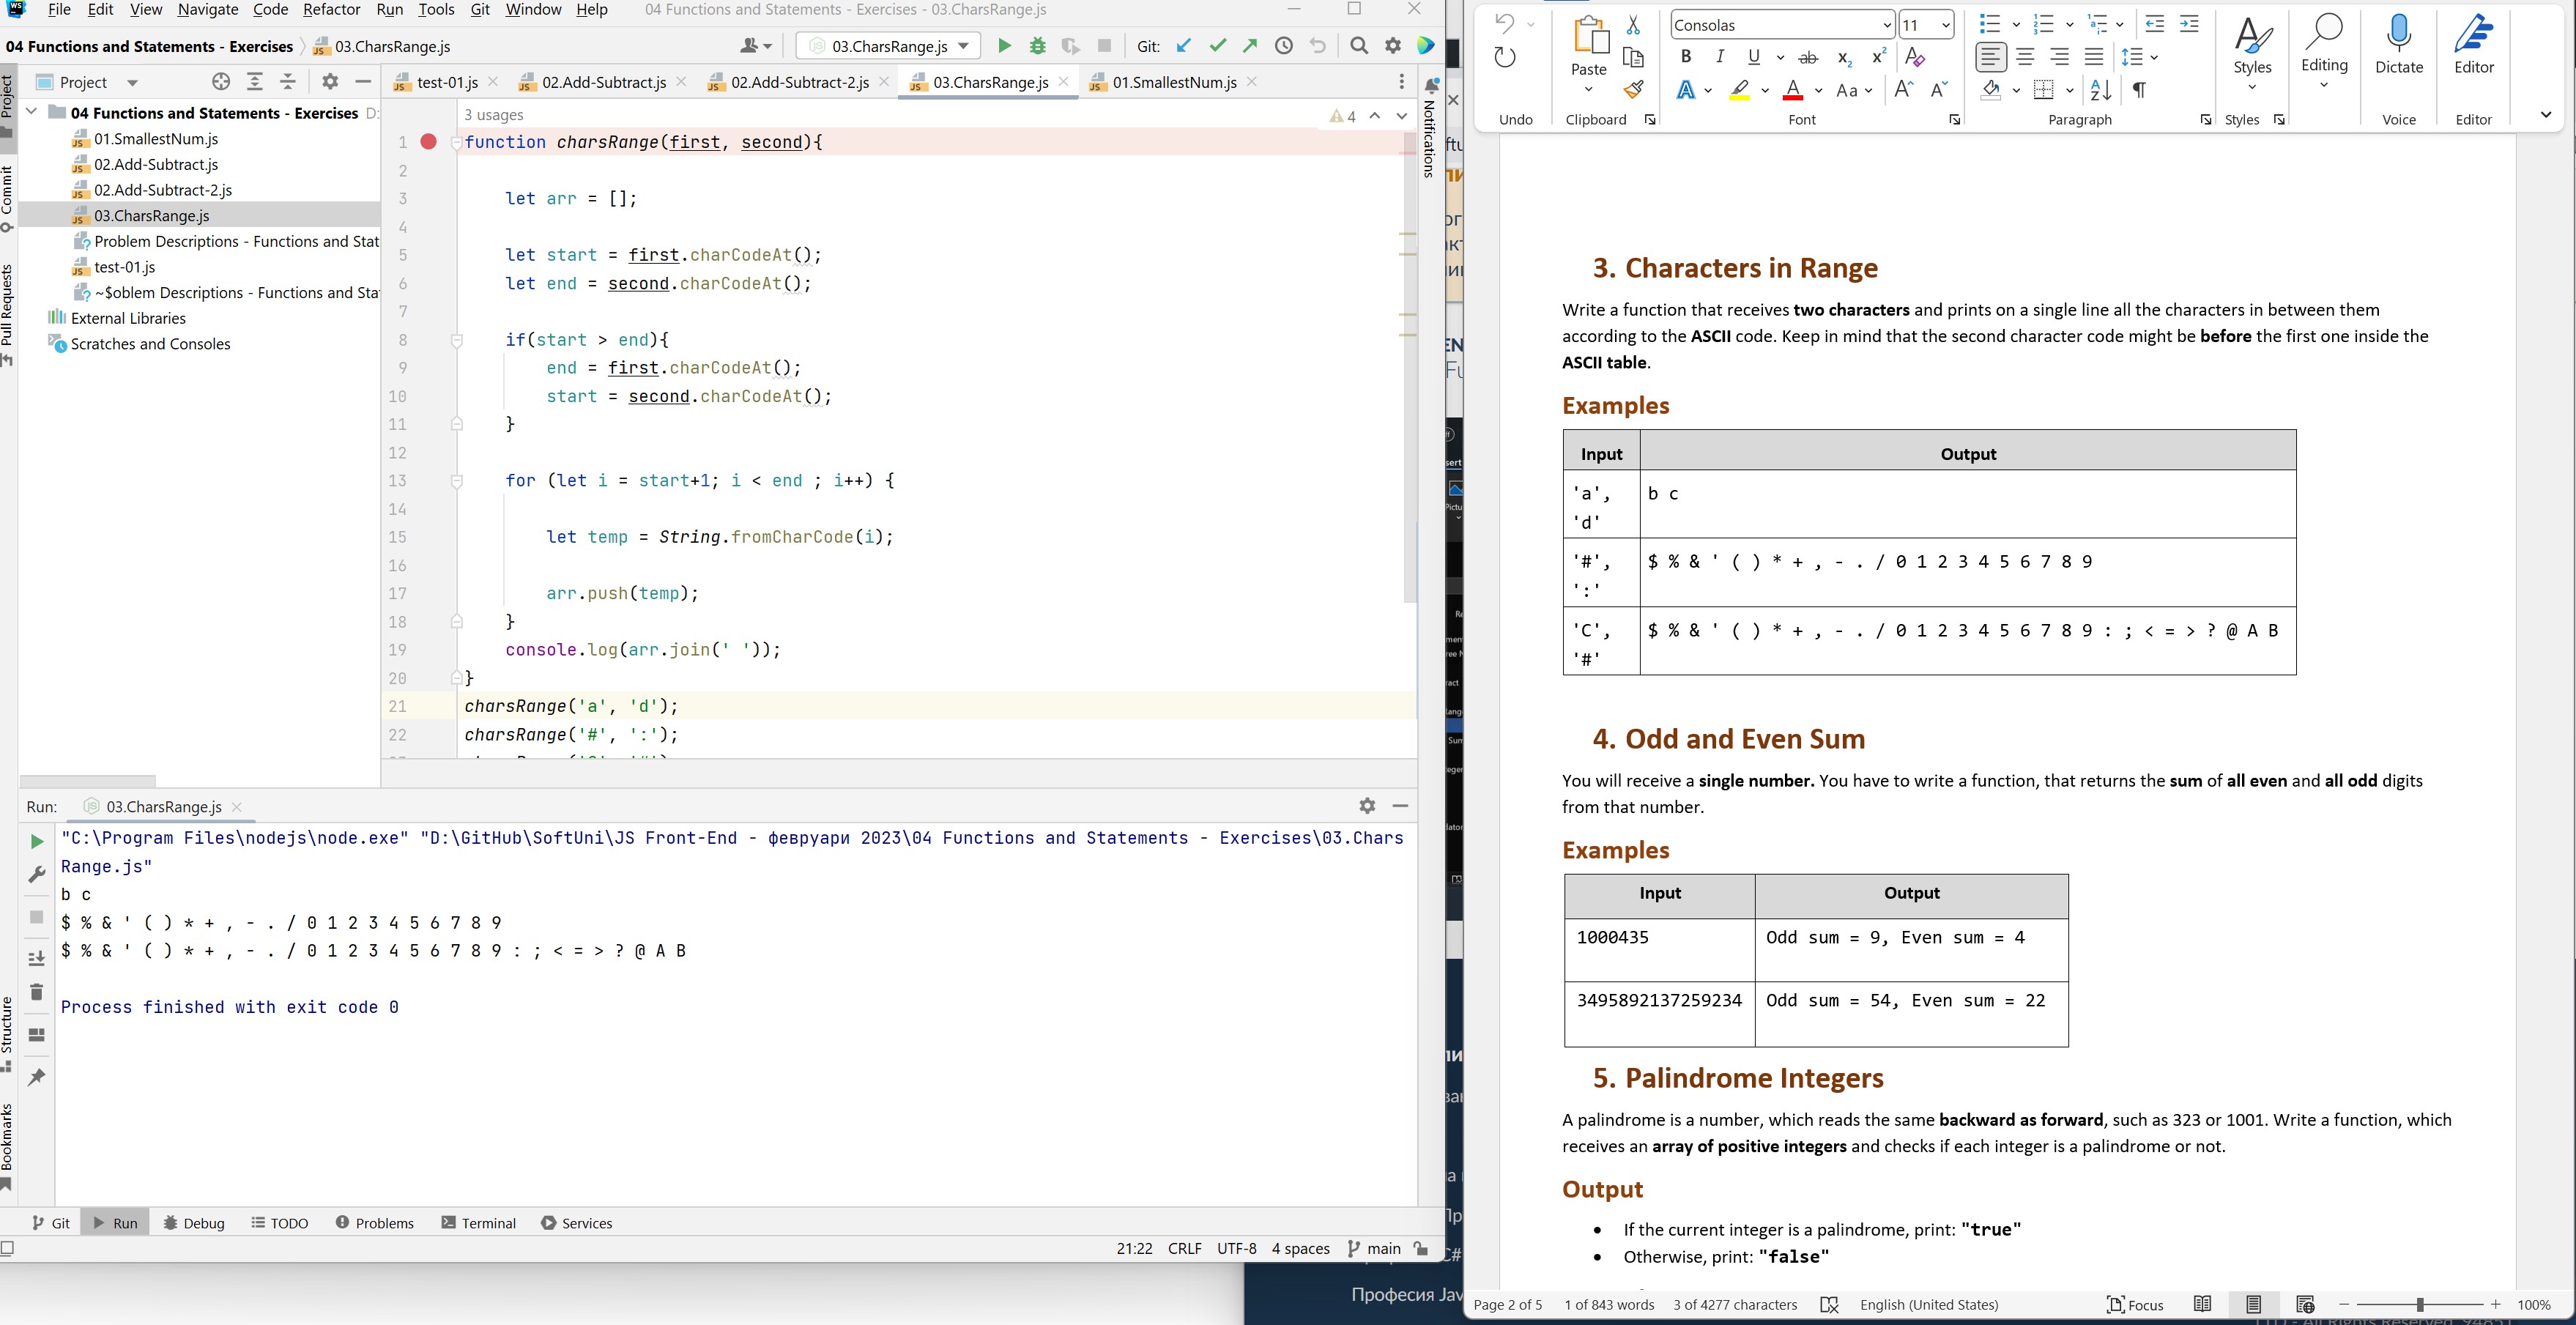 File Edit View Navigate Code Refactor Run Tools Git Window Help 04 Functions and Statements - Exercises - 03.CharsRange.js
04 Functions and Statements - Exercises 03.CharsRange.js 03.CharsRange.js Git:
Project
test-01.js 02.Add-Subtract.js 02.Add-Subtract-2.js 03.CharsRange.js 01.SmallestNum.js
Project
Commit
Pull Requests
Structure
Bookmarks
Notifications
04 Functions and Statements - Exercises D:
01.SmallestNum.js
02.Add-Subtract.js
02.Add-Subtract-2.js
03.CharsRange.js
Problem Descriptions - Functions and Stat
test-01.js
~$oblem Descriptions - Functions and Sta
External Libraries
Scratches and Consoles
3 usages
4
1 function charsRange(first, second){
2
3 let arr = [];
4
5 let start = first.charCodeAt();
6 let end = second.charCodeAt();
7
8 if(start > end){
9 end = first.charCodeAt();
10 start = second.charCodeAt();
11 }
12
13 for (let i = start+1; i < end ; i++) {
14
15 let temp = String.fromCharCode(i);
16
17 arr.push(temp);
18 }
19 console.log(arr.join(' '));
20 }
21 charsRange('a', 'd');
22 charsRange('#', ':');
Run: 03.CharsRange.js
"C:\Program Files\nodejs\node.exe" "D:\GitHub\SoftUni\JS Front-End - февруари 2023\04 Functions and Statements - Exercises\03.Chars
Range.js"
b c
$ % & ' ( ) * + , - . / 0 1 2 3 4 5 6 7 8 9
$ % & ' ( ) * + , - . / 0 1 2 3 4 5 6 7 8 9 : ; < = > ? @ A B
Process finished with exit code 0
Git Run Debug TODO Problems Terminal Services
21:22 CRLF UTF-8 4 spaces main
Професия Jav
Consolas 11
Paste
Styles
Editing
Dictate
Editor
B I U ab x₂ x²
A A Aa A A
Undo Clipboard Font Paragraph Styles Voice Editor
3. Characters in Range
Write a function that receives two characters and prints on a single line all the characters in between them
according to the ASCII code. Keep in mind that the second character code might be before the first one inside the
ASCII table.
Examples
Input Output
'a', b c
'd'
'#', $ % & ' ( ) * + , - . / 0 1 2 3 4 5 6 7 8 9
':'
'C', $ % & ' ( ) * + , - . / 0 1 2 3 4 5 6 7 8 9 : ; < = > ? @ A B
'#'
4. Odd and Even Sum
You will receive a single number. You have to write a function, that returns the sum of all even and all odd digits
from that number.
Examples
Input Output
1000435 Odd sum = 9, Even sum = 4
3495892137259234 Odd sum = 54, Even sum = 22
5. Palindrome Integers
A palindrome is a number, which reads the same backward as forward, such as 323 or 1001. Write a function, which
receives an array of positive integers and checks if each integer is a palindrome or not.
Output
• If the current integer is a palindrome, print: "true"
• Otherwise, print: "false"
Page 2 of 5 1 of 843 words 3 of 4277 characters English (United States) Focus 100%